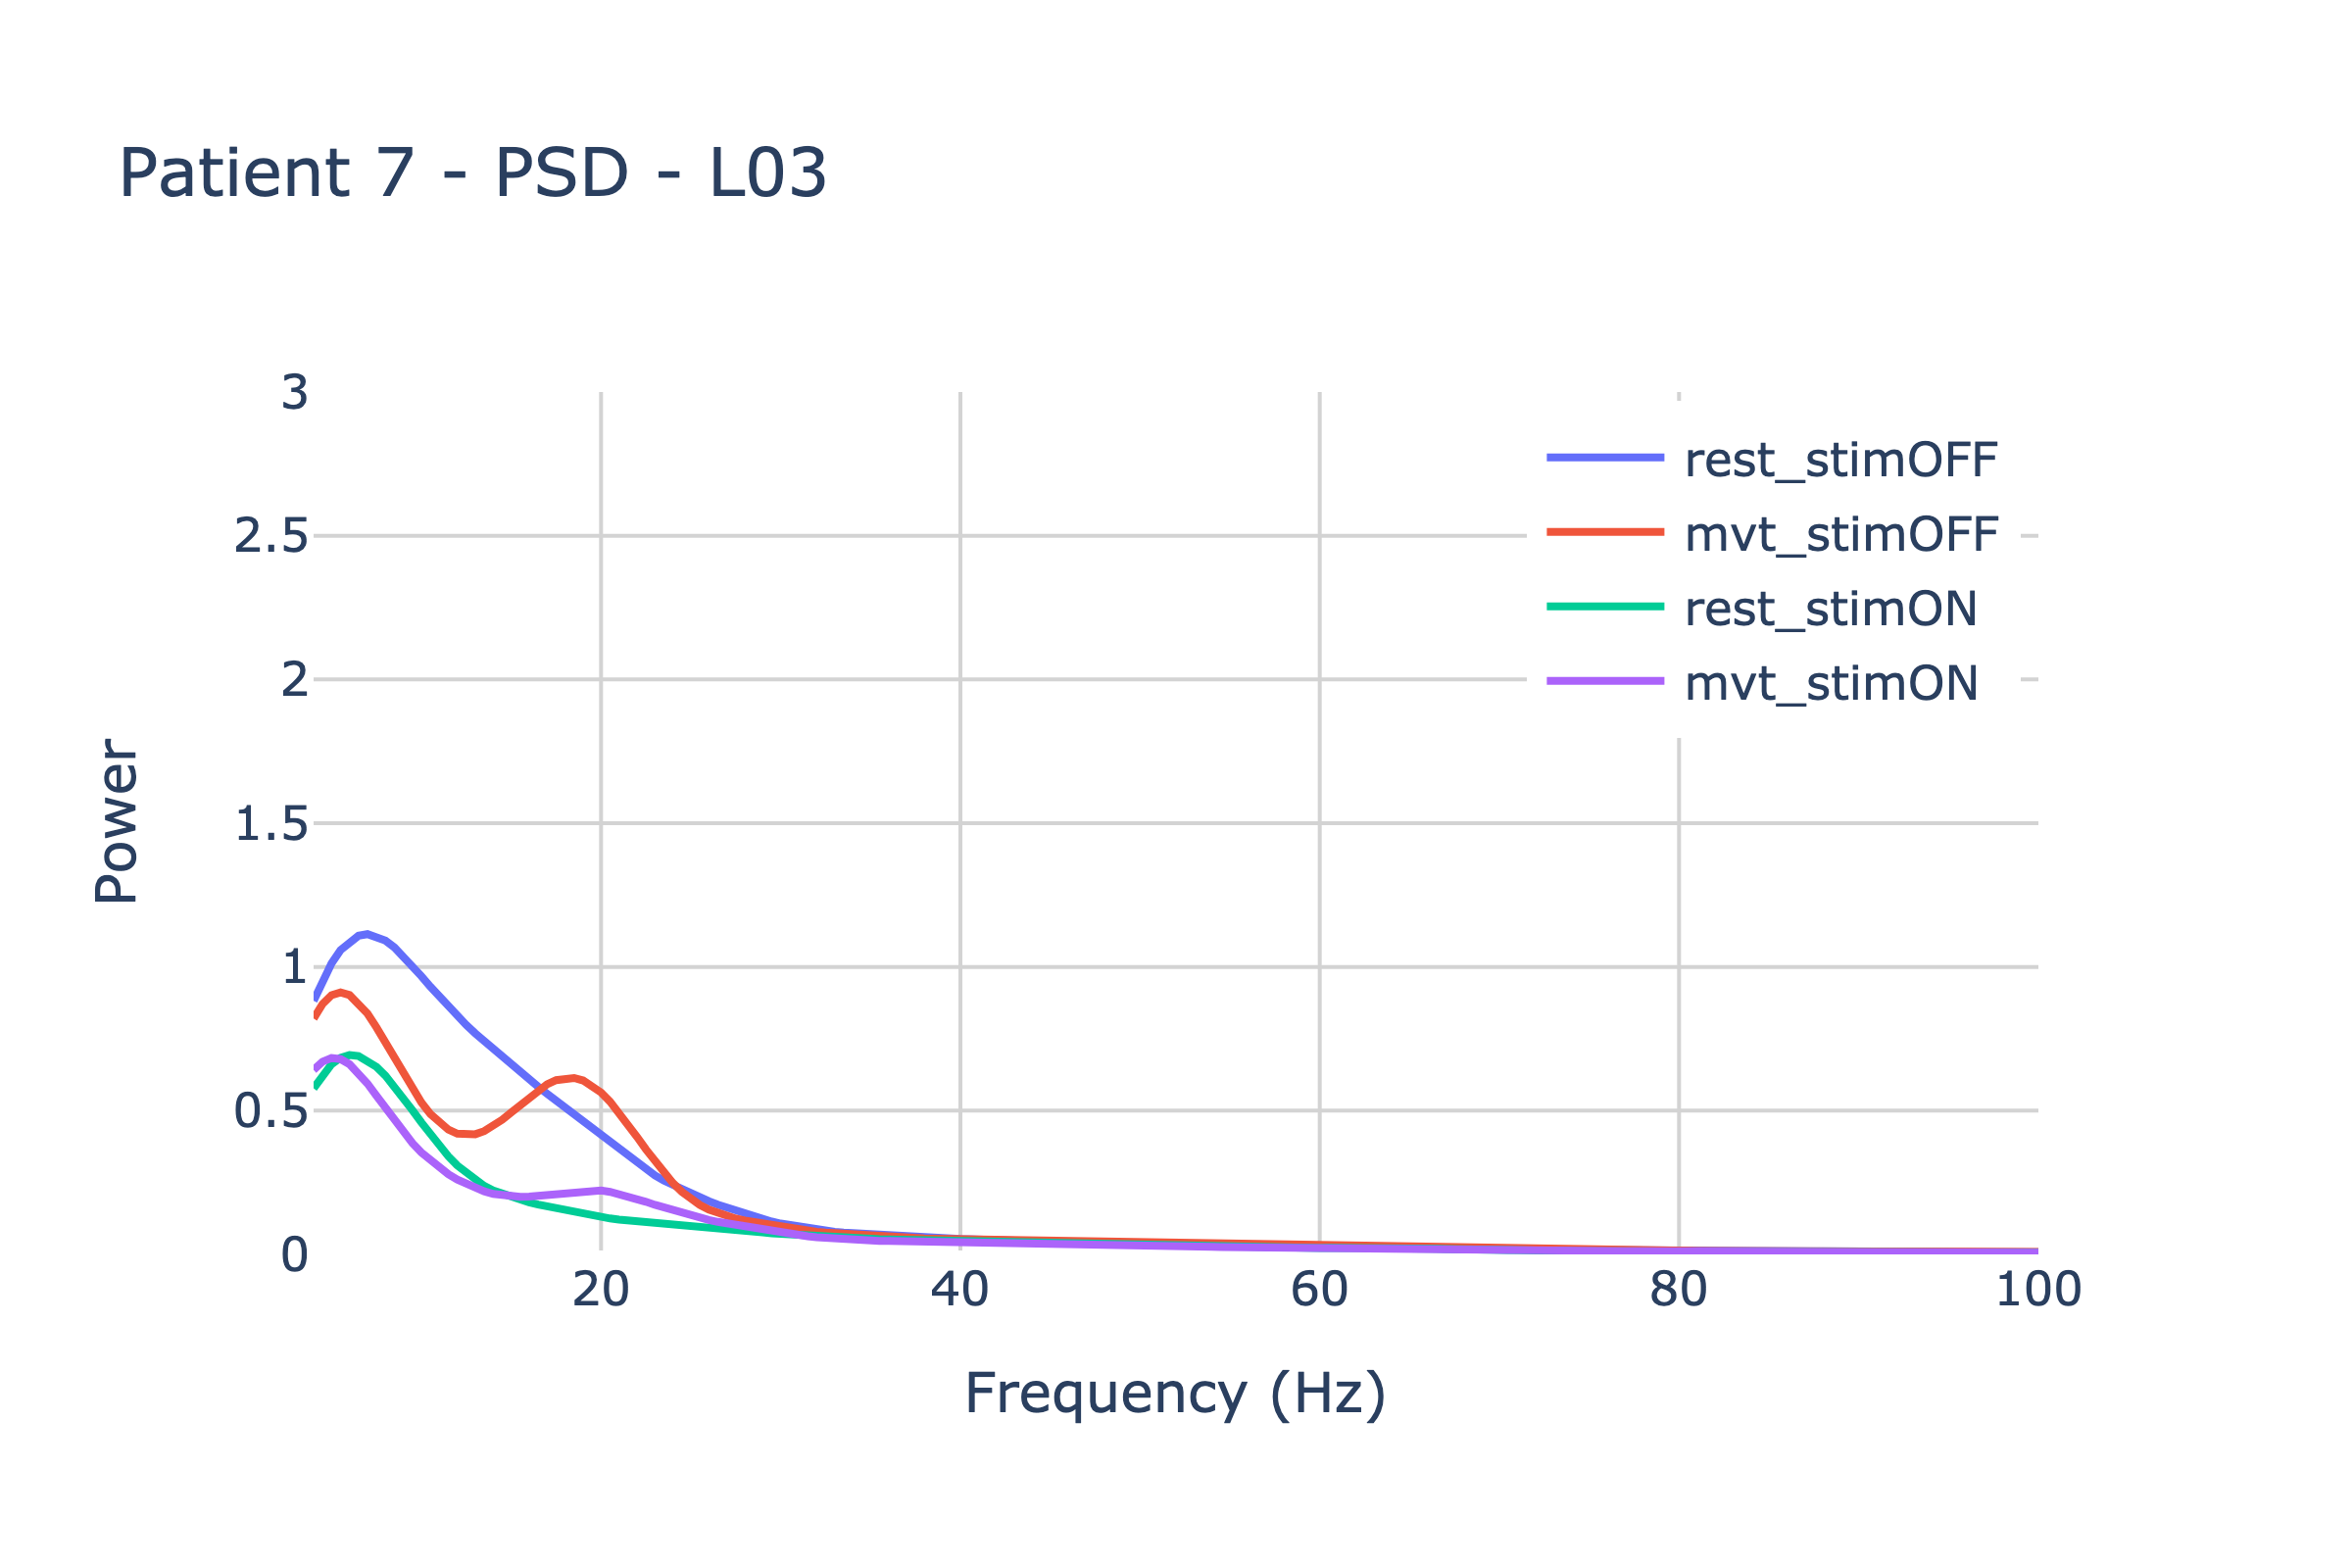 Patient 7 - PSD - L03
3
2.5
2
1.5
1
0.5
0
Power
rest_stimOFF
mvt_stimOFF
rest_stimON
mvt_stimON
20 40 60 80 100
Frequency (Hz)